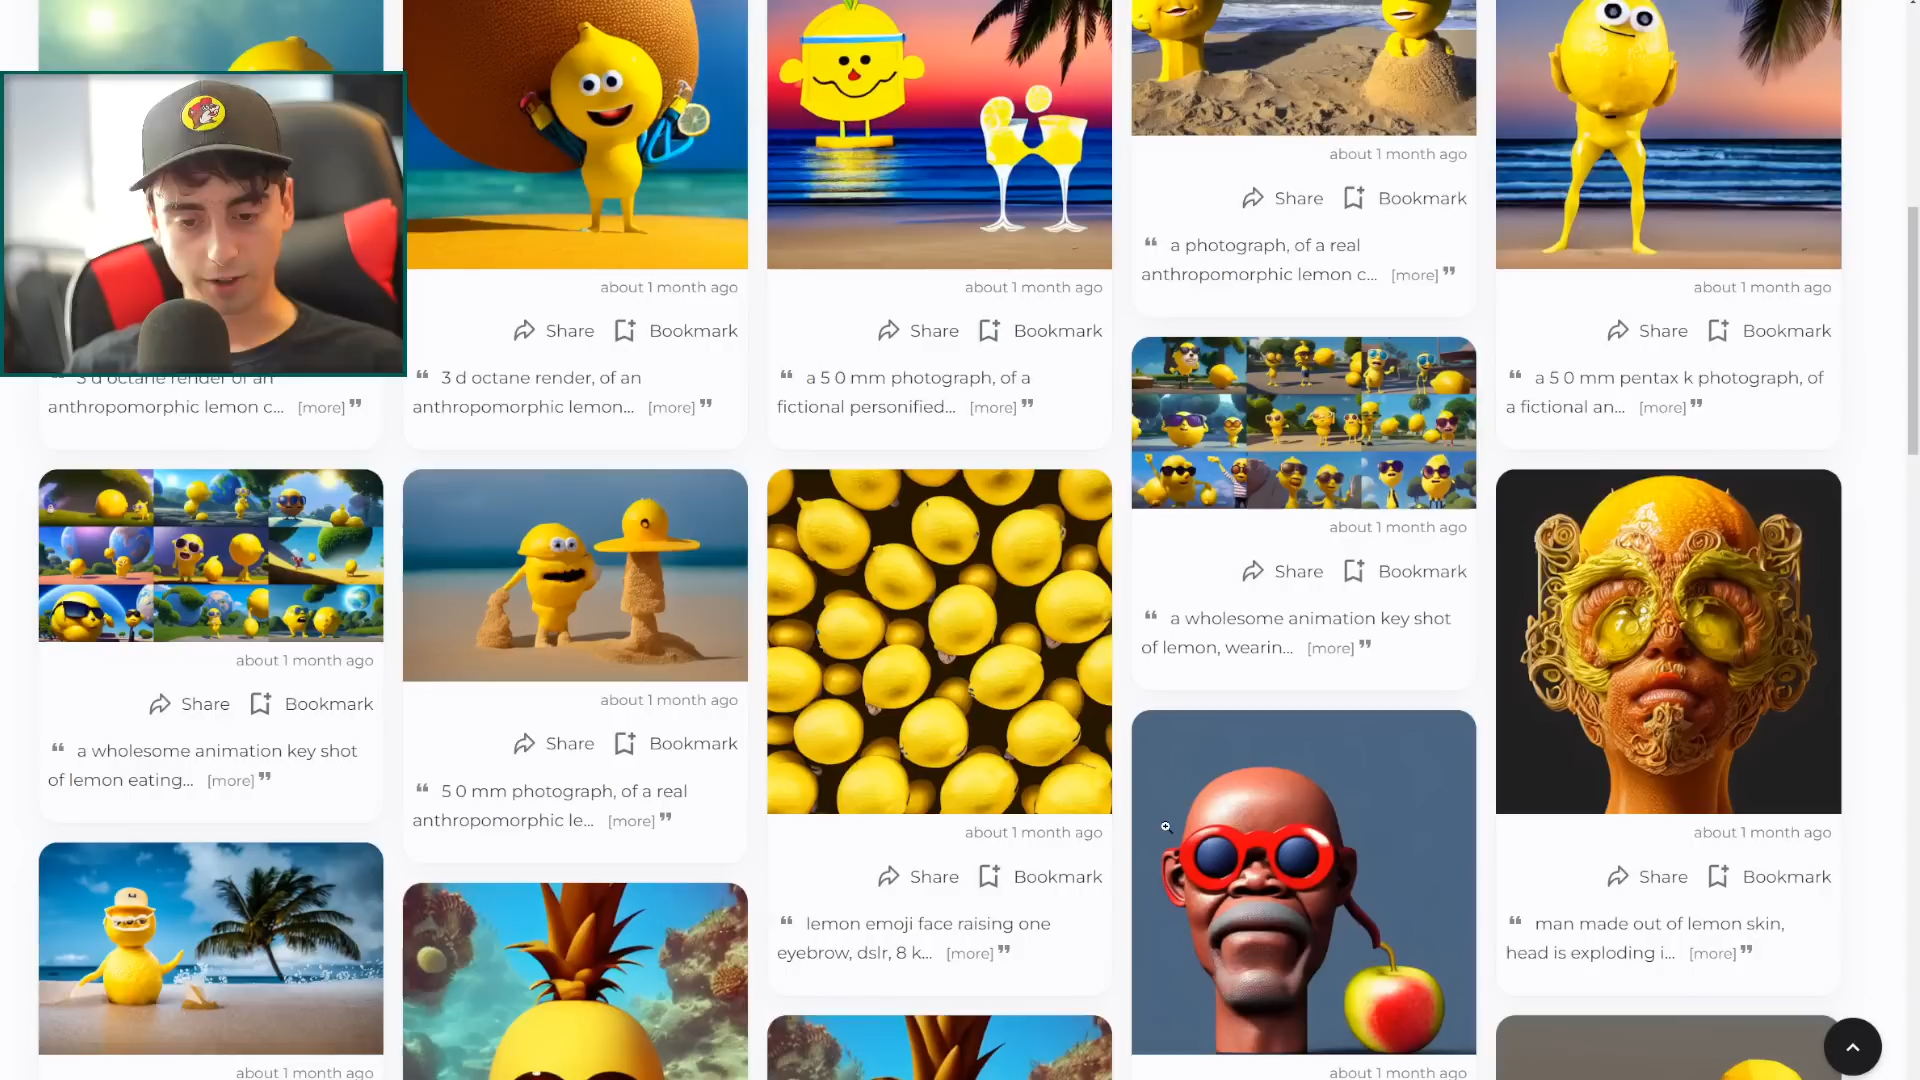 3 d octane render of an
anthropomorphic lemon c... [more] ”
about 1 month ago
Share Bookmark
“ a wholesome animation key shot
of lemon eating... [more] ”
about 1 month ago
about 1 month ago
Share Bookmark
“ 3 d octane render, of an
anthropomorphic lemon... [more] ”
about 1 month ago
Share Bookmark
“ 5 0 mm photograph, of a real
anthropomorphic le... [more] ”
about 1 month ago
Share Bookmark
“ a 5 0 mm photograph, of a
fictional personified... [more] ”
about 1 month ago
Share Bookmark
“ lemon emoji face raising one
eyebrow, dslr, 8 k... [more] ”
about 1 month ago
Share Bookmark
“ a photograph, of a real
anthropomorphic lemon c... [more] ”
about 1 month ago
Share Bookmark
“ a wholesome animation key shot
of lemon, wearin... [more] ”
about 1 month ago
about 1 month ago
Share Bookmark
“ a 5 0 mm pentax k photograph, of
a fictional an... [more] ”
about 1 month ago
Share Bookmark
“ man made out of lemon skin,
head is exploding i... [more] ”